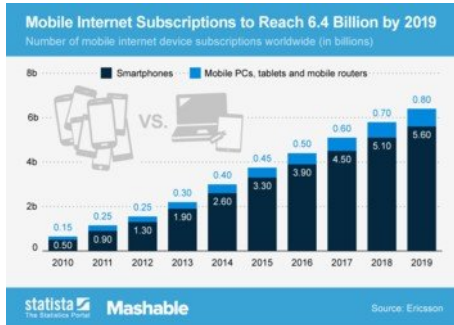 Mobile Internet Subscriptions to Reach 6.4 Billion by 2019
Number of mobile internet device subscriptions worldwide (in billions)
8b
Smartphones
Mobile PCs, tablets and mobile routers
VS.
6b
4b
2b
0
0.15
0.25
0.25
0.30
0.40
0.45
0.50
0.60
0.70
0.80
0.50
0.90
1.30
1.90
2.60
3.30
3.90
4.50
5.10
5.60
2010
2011
2012
2013
2014
2015
2016
2017
2018
2019
statista
The Statistics Portal
Mashable
Source: Ericsson